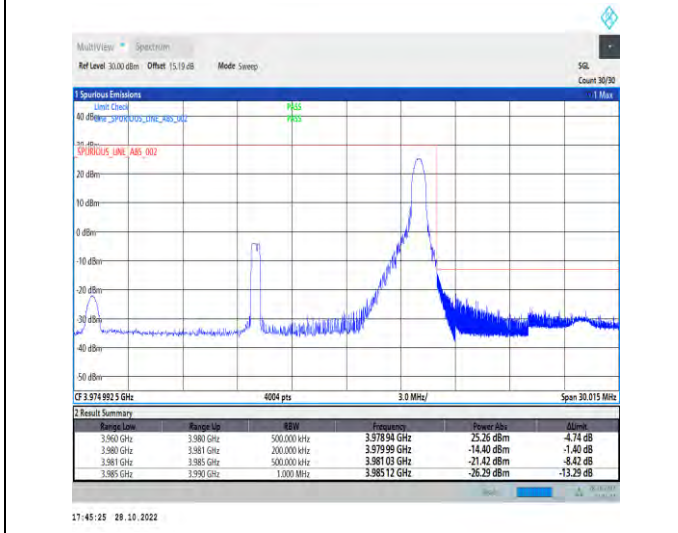 MultiView Spectrum
Ref Level 30.00 dBm Offset 15.19 dB Mode Sweep SGL
Count 30/30
1 Spurious Emissions 1 Max
Limit Check PASS
40 dBm Line _SPURIOUS_LINE_ABS_002 PASS
_SPURIOUS_LINE_ABS_002
20 dBm
10 dBm
0 dBm
-10 dBm
-20 dBm
-30 dBm
-40 dBm
-50 dBm
CF 3.974 992 5 GHz 4004 pts 3.0 MHz/ Span 30.015 MHz
2 Result Summary
Range Low Range Up RBW Frequency Power Abs ΔLimit
3.960 GHz 3.980 GHz 500.000 kHz 3.978 94 GHz 25.26 dBm -4.74 dB
3.980 GHz 3.981 GHz 200.000 kHz 3.979 99 GHz -14.40 dBm -1.40 dB
3.981 GHz 3.985 GHz 500.000 kHz 3.981 03 GHz -21.42 dBm -8.42 dB
3.985 GHz 3.990 GHz 1.000 MHz 3.985 12 GHz -26.29 dBm -13.29 dB
17:45:25 28.10.2022